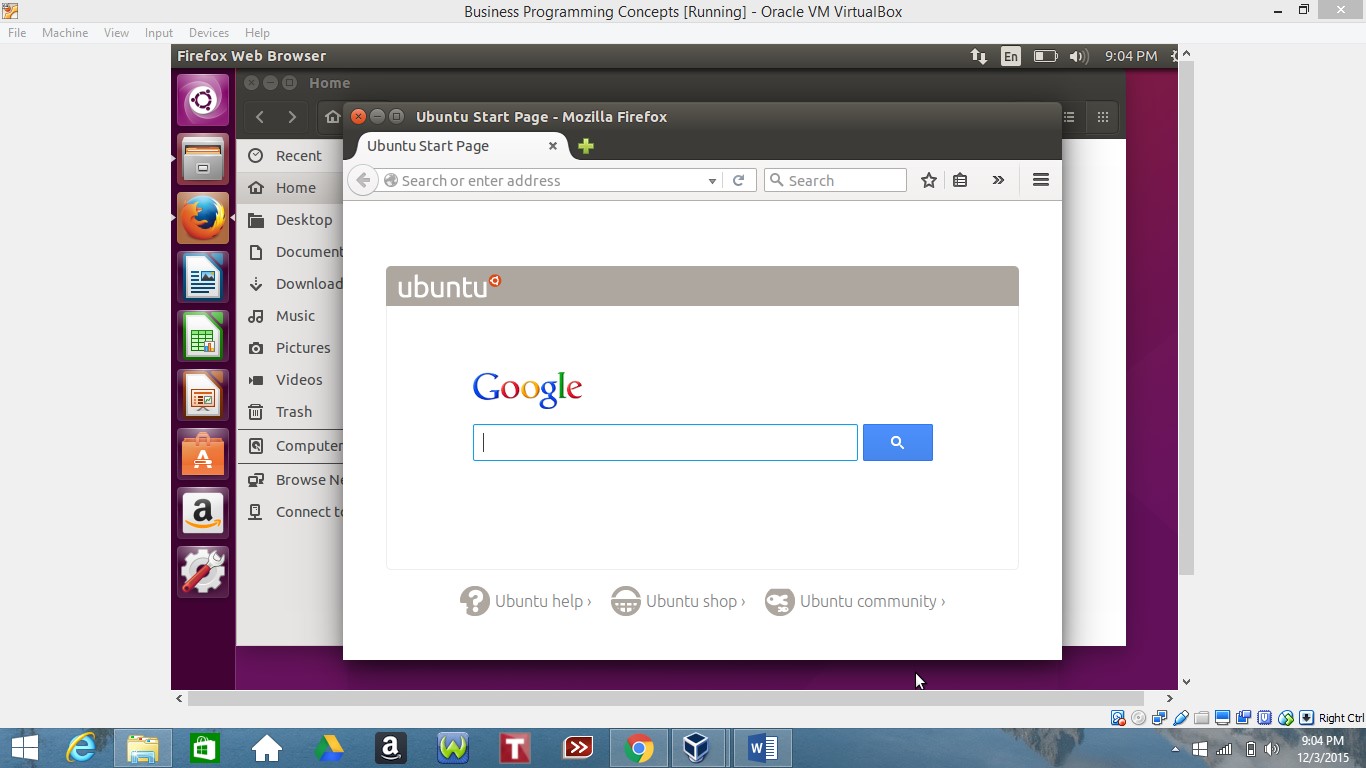 Business Programming Concepts [Running] - Oracle VM VirtualBox
File Machine View Input Devices Help
Firefox Web Browser
En
9:04 PM
Home
Ubuntu Start Page - Mozilla Firefox
Ubuntu Start Page
Search or enter address
Search
Recent
Home
Desktop
Document
Download
Music
Pictures
Videos
Trash
Computer
Browse Ne
Connect to
ubuntu
Google
Ubuntu help ›
Ubuntu shop ›
Ubuntu community ›
Right Ctrl
9:04 PM
12/3/2015